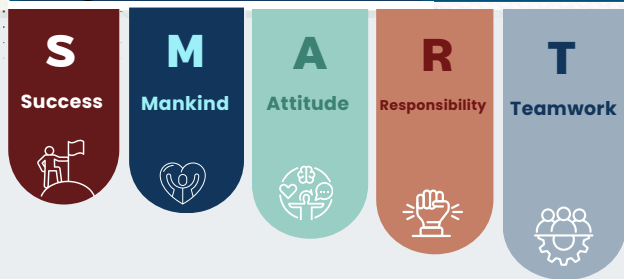 S
Success
M
Mankind
A
Attitude
R
Responsibility
T
Teamwork